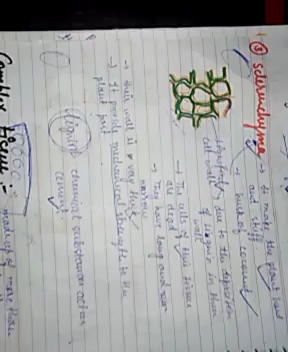 ③ sclerenchyma → to make the plant hard
and stiff
→ husk of coconut
lignified due to the deposition
cell wall of lignin in their
wall
→ The cells of this tissue
are dead
→ They have long and
narrow
→ their wall is very thick
→ It provide mechanical strength to the
plant part
lignin chemical substance act as
cement
Complex tissue :-
made up of more than